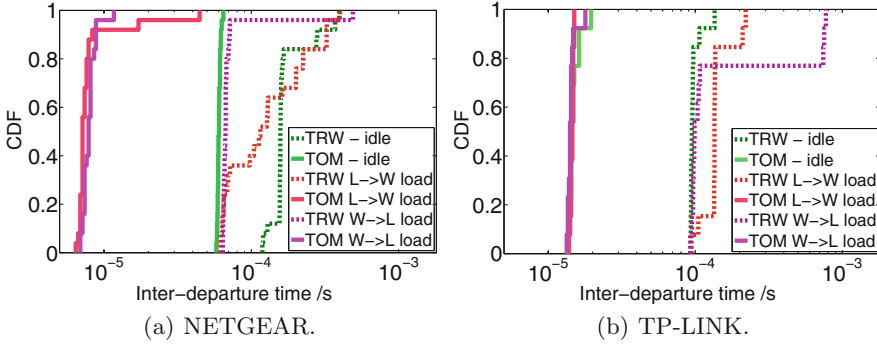 1
0.8
0.6
0.4
0.2
0
CDF
TRW – idle
TOM – idle
TRW L->W load
TOM L->W load
TRW W->L load
TOM W->L load
10⁻⁵
10⁻⁴
10⁻³
Inter-departure time /s
(a) NETGEAR.
1
0.8
0.6
0.4
0.2
0
CDF
TRW – idle
TOM – idle
TRW L->W load
TOM L->W load
TRW W->L load
TOM W->L load
10⁻⁵
10⁻⁴
10⁻³
Inter-departure time /s
(b) TP-LINK.